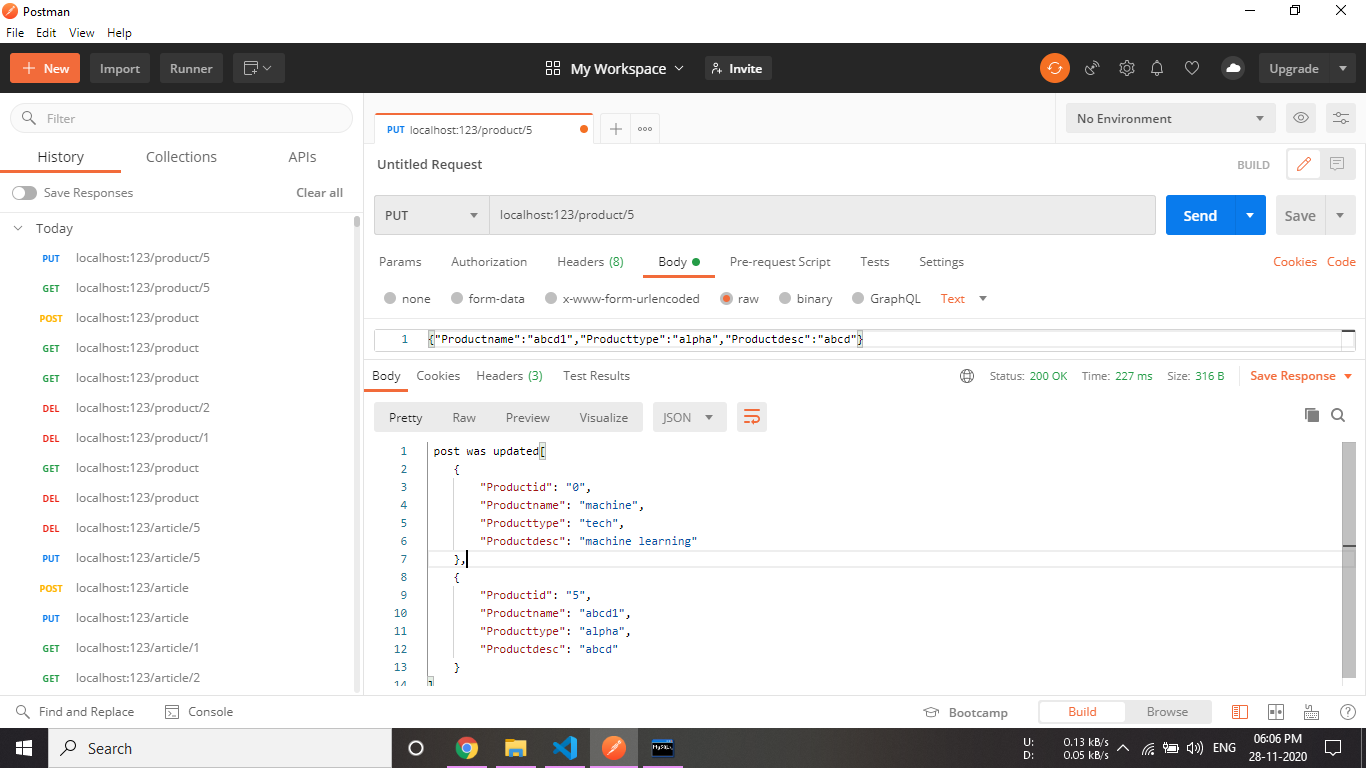 Postman
File Edit View Help
New Import Runner My Workspace Invite Upgrade
Filter
History Collections APIs
Save Responses Clear all
Today
PUT localhost:123/product/5
GET localhost:123/product/5
POST localhost:123/product
GET localhost:123/product
GET localhost:123/product
DEL localhost:123/product/2
DEL localhost:123/product/1
GET localhost:123/product
DEL localhost:123/product
DEL localhost:123/article/5
PUT localhost:123/article/5
POST localhost:123/article
PUT localhost:123/article
GET localhost:123/article/1
GET localhost:123/article/2
PUT localhost:123/product/5
No Environment
Untitled Request
BUILD
PUT localhost:123/product/5 Send Save
Params Authorization Headers (8) Body Pre-request Script Tests Settings Cookies Code
none form-data x-www-form-urlencoded raw binary GraphQL Text
1 {"Productname":"abcd1","Producttype":"alpha","Productdesc":"abcd"}
Body Cookies Headers (3) Test Results Status: 200 OK Time: 227 ms Size: 316 B Save Response
Pretty Raw Preview Visualize JSON
1 post was updated[
2 {
3 "Productid": "0",
4 "Productname": "machine",
5 "Producttype": "tech",
6 "Productdesc": "machine learning"
7 },
8 {
9 "Productid": "5",
10 "Productname": "abcd1",
11 "Producttype": "alpha",
12 "Productdesc": "abcd"
13 }
14 ]
Find and Replace Console Bootcamp Build Browse
Search
MySQL
U: 0.13 kB/s
D: 0.05 kB/s
ENG
06:06 PM
28-11-2020